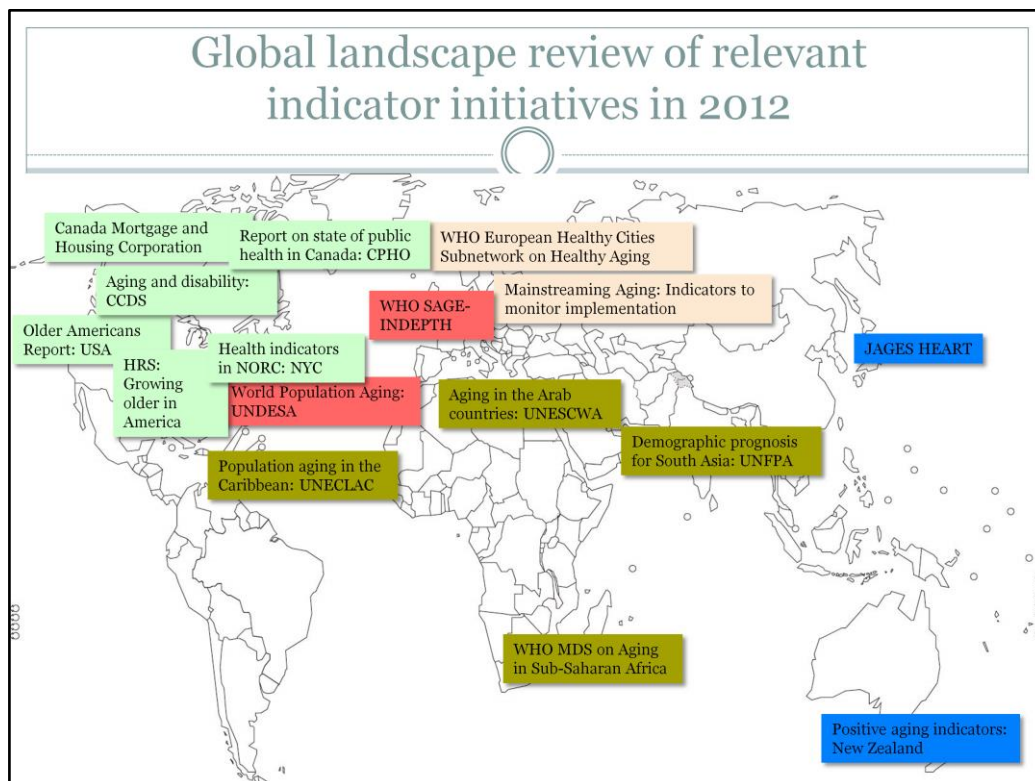 Global landscape review of relevant
indicator initiatives in 2012
Canada Mortgage and
Housing Corporation
Report on state of public
health in Canada: CPHO
WHO European Healthy Cities
Subnetwork on Healthy Aging
Aging and disability:
CCDS
Mainstreaming Aging: Indicators to
monitor implementation
WHO SAGE-
INDEPTH
Older Americans
Report: USA
Health indicators
in NORC: NYC
JAGES HEART
HRS:
Growing
older in
America
World Population Aging:
UNDESA
Aging in the Arab
countries: UNESCWA
Demographic prognosis
for South Asia: UNFPA
Population aging in the
Caribbean: UNECLAC
WHO MDS on Aging
in Sub-Saharan Africa
Positive aging indicators:
New Zealand